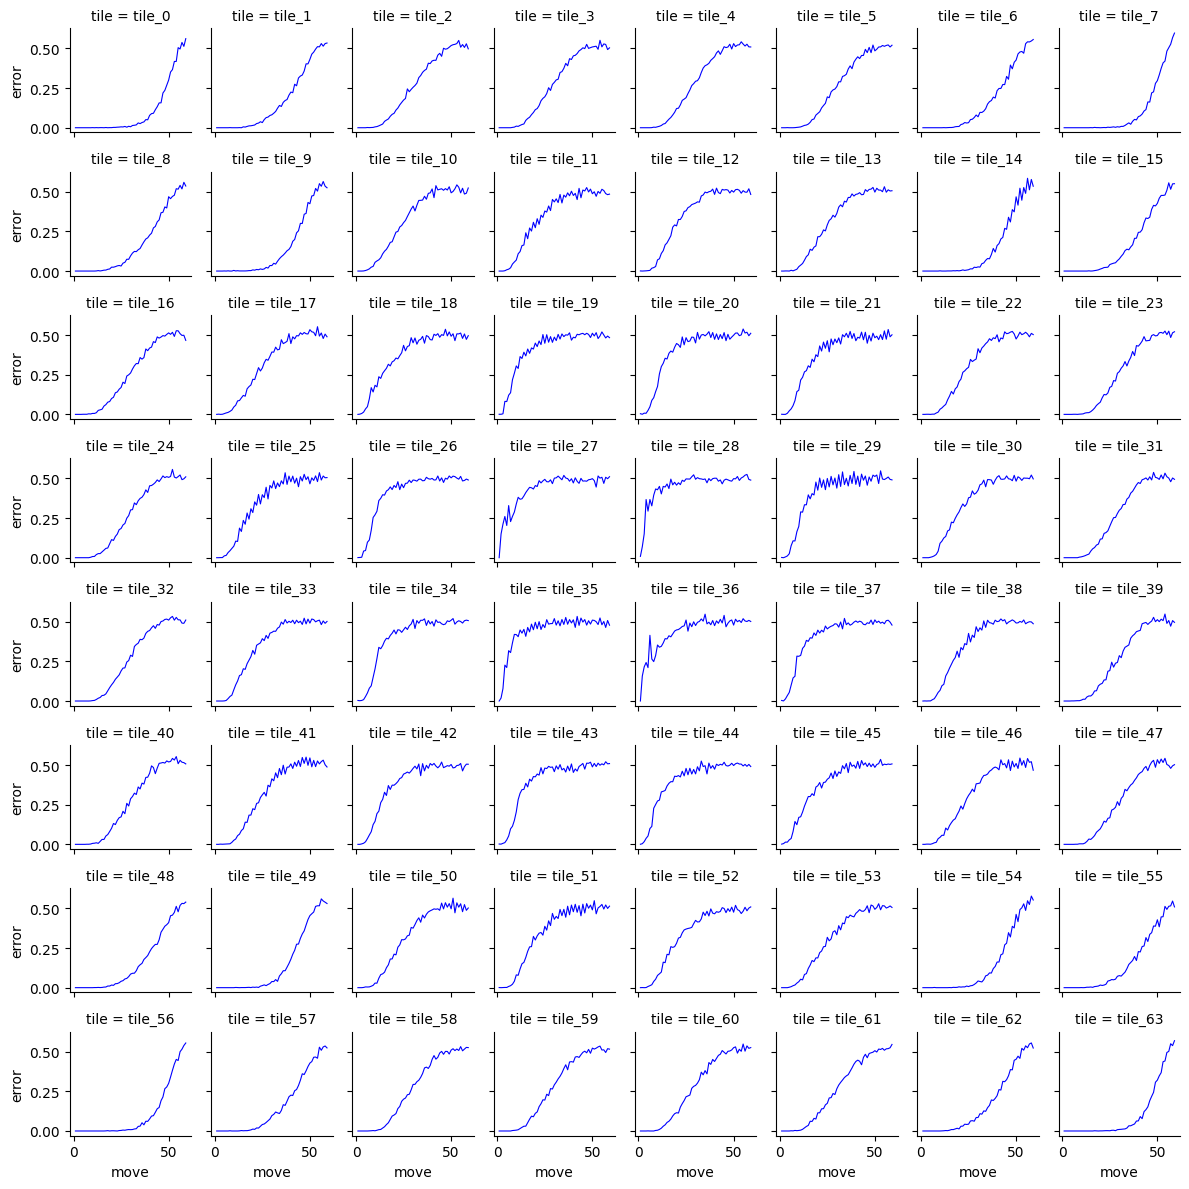 tile = tile_0 tile = tile_1 tile = tile_2 tile = tile_3 tile = tile_4 tile = tile_5 tile = tile_6 tile = tile_7
error
0.50
0.25
0.00
tile = tile_8 tile = tile_9 tile = tile_10 tile = tile_11 tile = tile_12 tile = tile_13 tile = tile_14 tile = tile_15
error
0.50
0.25
0.00
tile = tile_16 tile = tile_17 tile = tile_18 tile = tile_19 tile = tile_20 tile = tile_21 tile = tile_22 tile = tile_23
error
0.50
0.25
0.00
tile = tile_24 tile = tile_25 tile = tile_26 tile = tile_27 tile = tile_28 tile = tile_29 tile = tile_30 tile = tile_31
error
0.50
0.25
0.00
tile = tile_32 tile = tile_33 tile = tile_34 tile = tile_35 tile = tile_36 tile = tile_37 tile = tile_38 tile = tile_39
error
0.50
0.25
0.00
tile = tile_40 tile = tile_41 tile = tile_42 tile = tile_43 tile = tile_44 tile = tile_45 tile = tile_46 tile = tile_47
error
0.50
0.25
0.00
tile = tile_48 tile = tile_49 tile = tile_50 tile = tile_51 tile = tile_52 tile = tile_53 tile = tile_54 tile = tile_55
error
0.50
0.25
0.00
tile = tile_56 tile = tile_57 tile = tile_58 tile = tile_59 tile = tile_60 tile = tile_61 tile = tile_62 tile = tile_63
error
0.50
0.25
0.00
0 50 0 50 0 50 0 50 0 50 0 50 0 50 0 50
move move move move move move move move